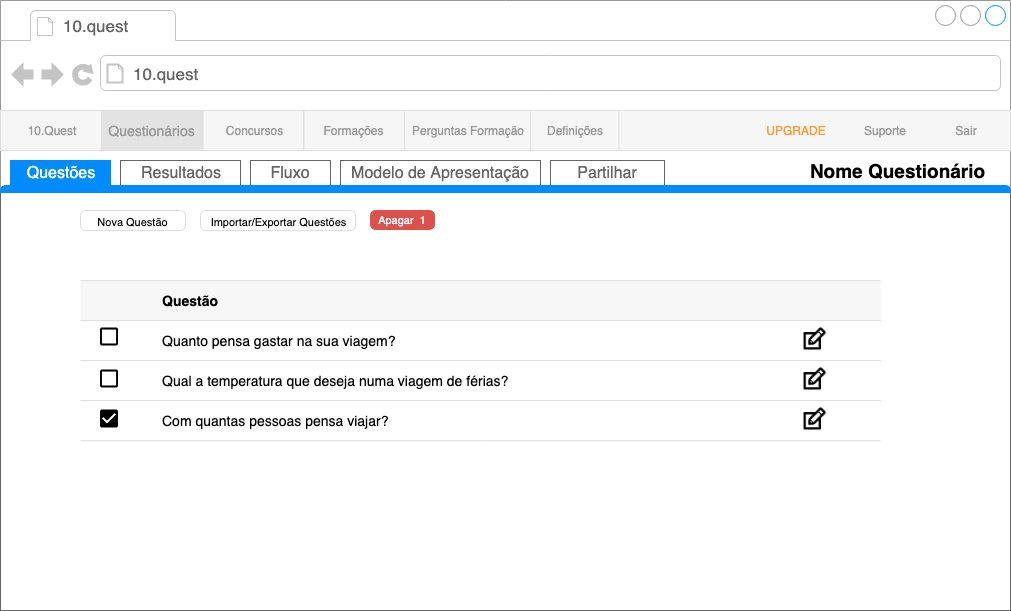 10.quest
10.quest
10.Quest Questionários Concursos Formações Perguntas Formação Definições UPGRADE Suporte Sair
Questões Resultados Fluxo Modelo de Apresentação Partilhar Nome Questionário
Nova Questão Importar/Exportar Questões Apagar 1
Questão
Quanto pensa gastar na sua viagem?
Qual a temperatura que deseja numa viagem de férias?
Com quantas pessoas pensa viajar?